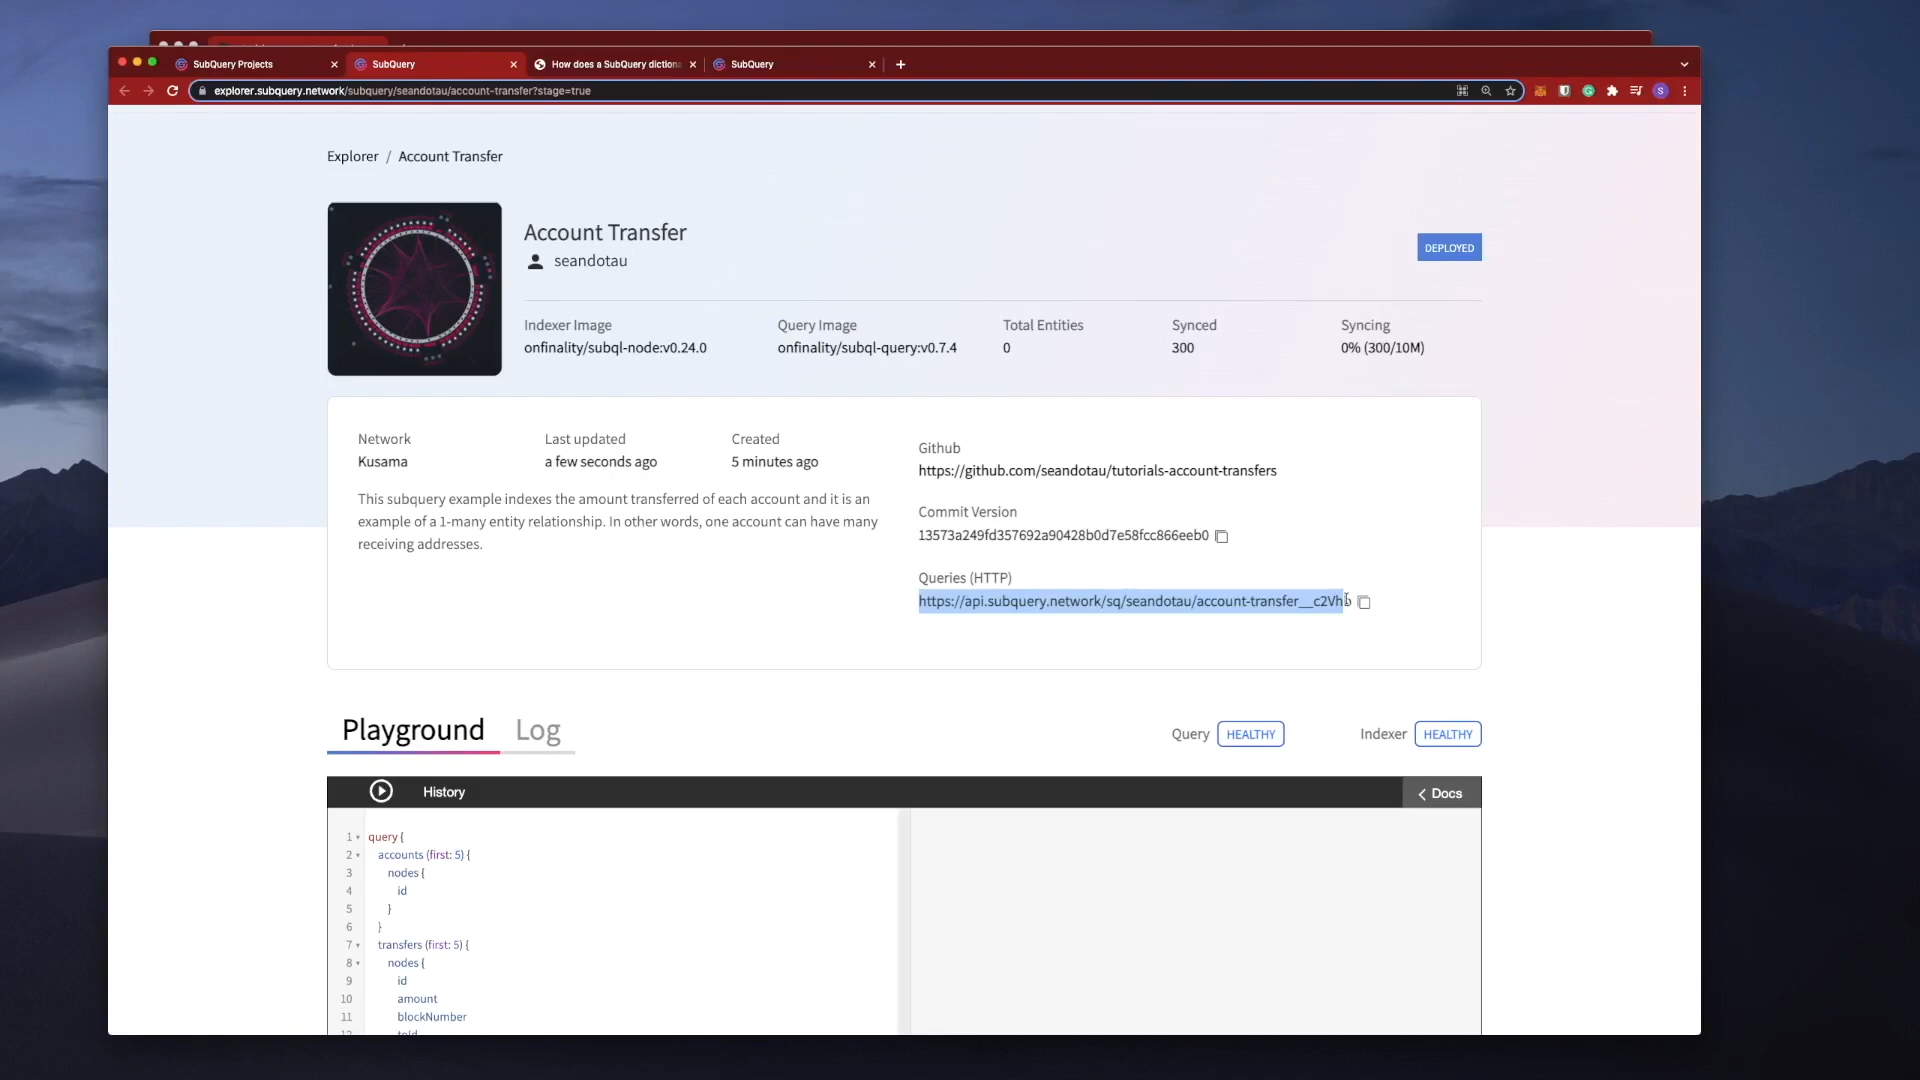 SubQuery Projects
SubQuery
How does a SubQuery dictiona
SubQuery
explorer.subquery.network/subquery/seandotau/account-transfer?stage=true
S
Explorer / Account Transfer
Account Transfer
seandotau
DEPLOYED
Indexer Image
onfinality/subql-node:v0.24.0
Query Image
onfinality/subql-query:v0.7.4
Total Entities
0
Synced
300
Syncing
0% (300/10M)
Network
Kusama
Last updated
a few seconds ago
Created
5 minutes ago
This subquery example indexes the amount transferred of each account and it is an
example of a 1-many entity relationship. In other words, one account can have many
receiving addresses.
Github
https://github.com/seandotau/tutorials-account-transfers
Commit Version
13573a249fd357692a90428b0d7e58fcc866eeb0
Queries (HTTP)
https://api.subquery.network/sq/seandotau/account-transfer__c2Vhb
Playground
Log
Query HEALTHY
Indexer HEALTHY
History
Docs
1 query {
2 accounts (first: 5) {
3 nodes {
4 id
5 }
6 }
7 transfers (first: 5) {
8 nodes {
9 id
10 amount
11 blockNumber
12 toId